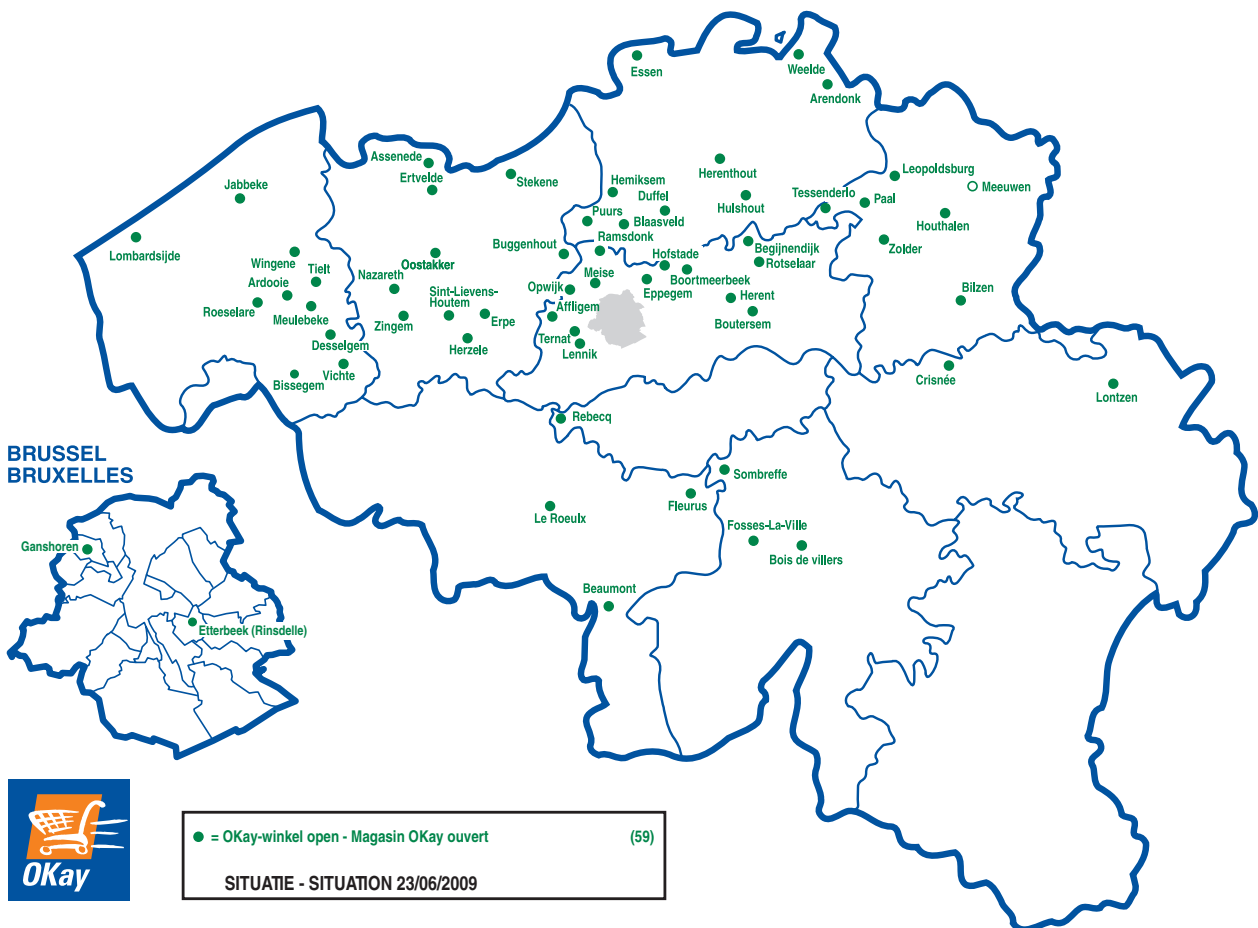 Essen
Weelde
Arendonk
Assenede
Ertvelde
Stekene
Jabbeke
Lombardsijde
Hemiksem
Duffel
Herenthout
Leopoldsburg
Meeuwen
Tessenderlo
Paal
Hulshout
Puurs
Blaasveld
Houthalen
Ramsdonk
Buggenhout
Zolder
Begijnendijk
Rotselaar
Wingene
Oostakker
Hofstade
Boortmeerbeek
Tielt
Ardooie
Nazareth
Meise
Eppegem
Opwijk
Sint-Lievens-
Houtem
Roeselare
Meulebeke
Zingem
Erpe
Affligem
Herent
Boutersem
Bilzen
Desselgem
Herzele
Ternat
Lennik
Vichte
Bissegem
Crisnée
Lontzen
Rebecq
BRUSSEL
BRUXELLES
Sombreffe
Fleurus
Le Roeulx
Fosses-La-Ville
Bois de villers
Ganshoren
Beaumont
Etterbeek (Rinsdelle)
OKay
= OKay-winkel open - Magasin OKay ouvert (59)
SITUATIE - SITUATION 23/06/2009